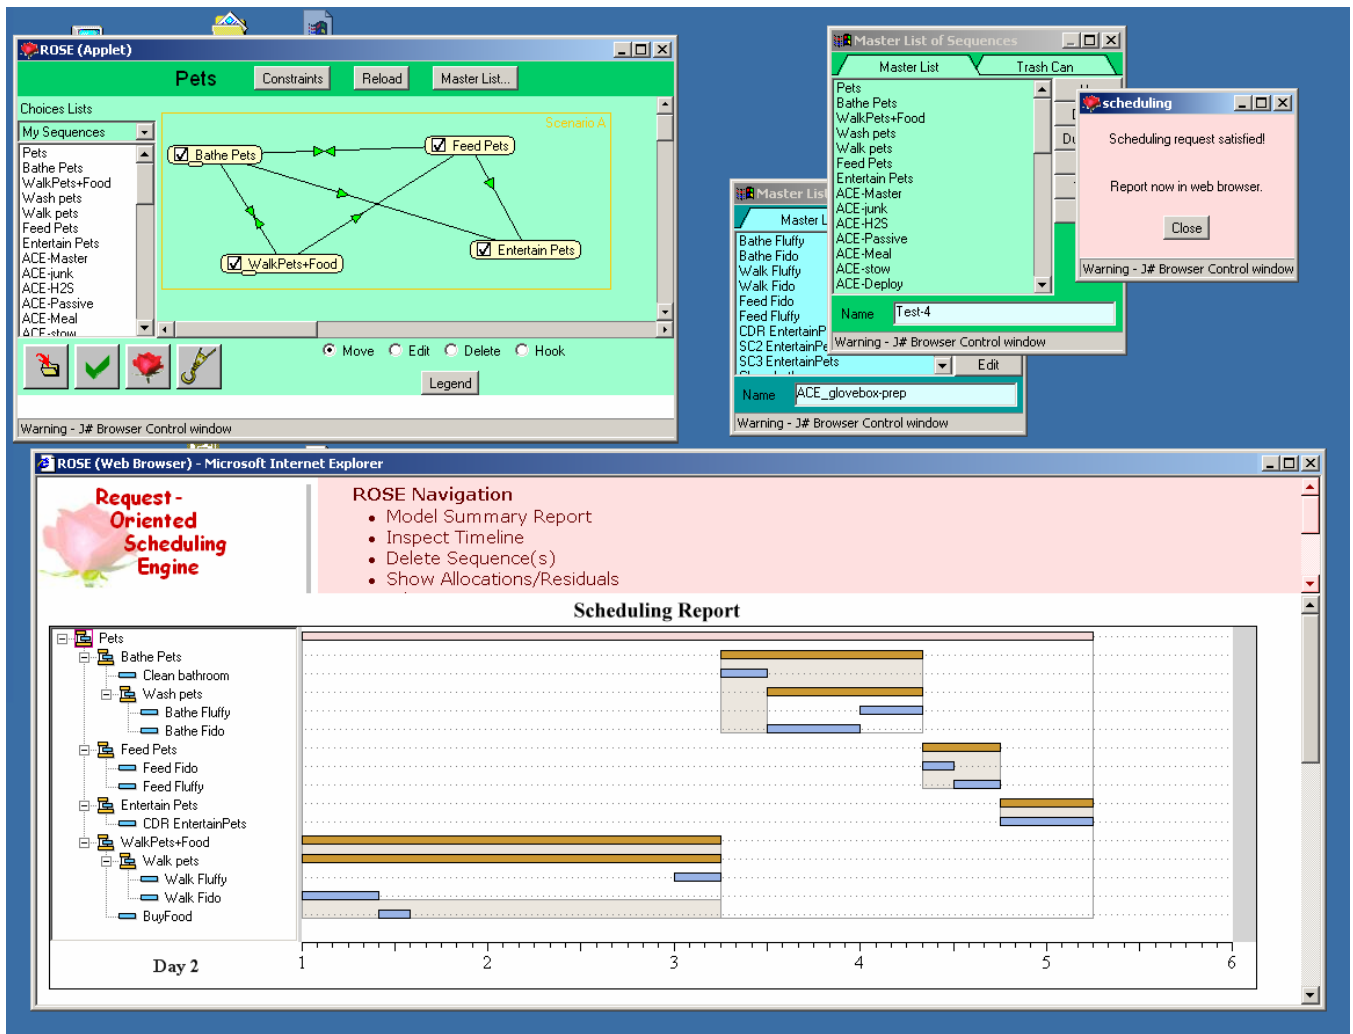 ROSE (Applet)
Pets
Constraints
Reload
Master List...
Choices Lists
My Sequences
Pets
Bathe Pets
WalkPets+Food
Wash pets
Walk pets
Feed Pets
Entertain Pets
ACE-Master
ACE-junk
ACE-H2S
ACE-Passive
ACE-Meal
ACE-stow
Scenario A
Bathe Pets
Feed Pets
Entertain Pets
WalkPets+Food
Move
Edit
Delete
Hook
Legend
Warning - J# Browser Control window
Master List of Sequences
Master List
Trash Can
Pets
Bathe Pets
WalkPets+Food
Wash pets
Walk pets
Feed Pets
Entertain Pets
ACE-Master
ACE-junk
ACE-H2S
ACE-Passive
ACE-Meal
ACE-stow
ACE-Deploy
Name
Test-4
Warning - J# Browser Control window
scheduling
Scheduling request satisfied!
Report now in web browser.
Close
Warning - J# Browser Control window
Master List
Master L
Bathe Fluffy
Bathe Fido
Walk Fluffy
Walk Fido
Feed Fido
Feed Fluffy
CDR EntertainP
SC2 EntertainPe
SC3 EntertainPets
Edit
Name
ACE_glovebox-prep
Warning - J# Browser Control window
ROSE (Web Browser) - Microsoft Internet Explorer
Request -
Oriented
Scheduling
Engine
ROSE Navigation
• Model Summary Report
• Inspect Timeline
• Delete Sequence(s)
• Show Allocations/Residuals
Scheduling Report
Pets
Bathe Pets
Clean bathroom
Wash pets
Bathe Fluffy
Bathe Fido
Feed Pets
Feed Fido
Feed Fluffy
Entertain Pets
CDR EntertainPets
WalkPets+Food
Walk pets
Walk Fluffy
Walk Fido
BuyFood
Day 2
1 2 3 4 5 6